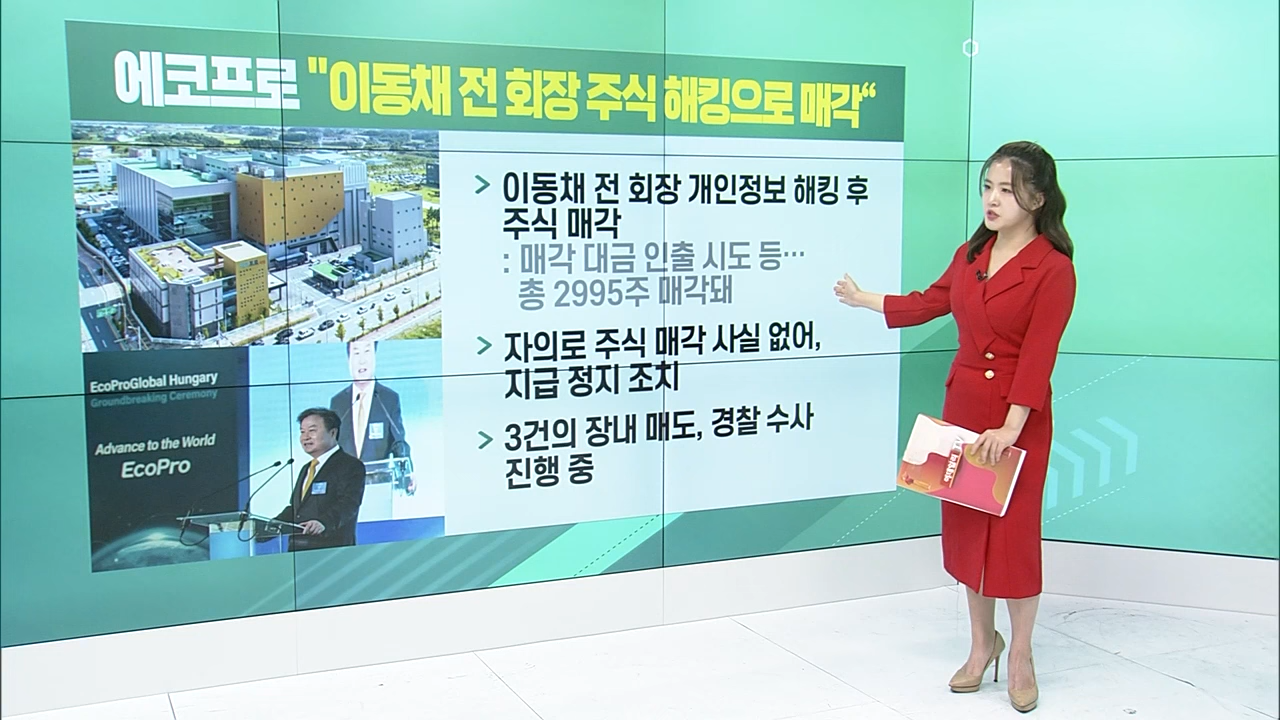 에코프로 "이동채 전 회장 주식 해킹으로 매각“
> 이동채 전 회장 개인정보 해킹 후
주식 매각
: 매각 대금 인출 시도 등…
총 2995주 매각돼
> 자의로 주식 매각 사실 없어,
지급 정지 조치
> 3건의 장내 매도, 경찰 수사
진행 중
EcoProGlobal Hungary
Groundbreaking Ceremony
Advance to the World
EcoPro